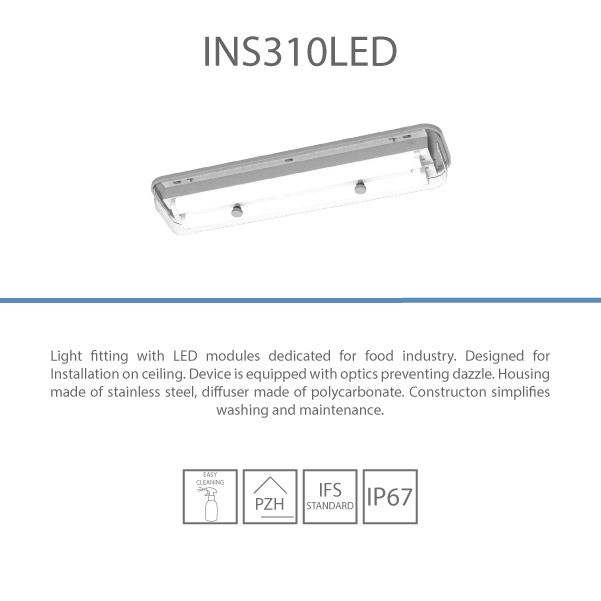 INS310LED
Light fitting with LED modules dedicated for food industry. Designed for
Installation on ceiling. Device is equipped with optics preventing dazzle. Housing
made of stainless steel, diffuser made of polycarbonate. Constructon simplifies
washing and maintenance.
EASY
CLEANING
PZH
IFS
STANDARD
IP67